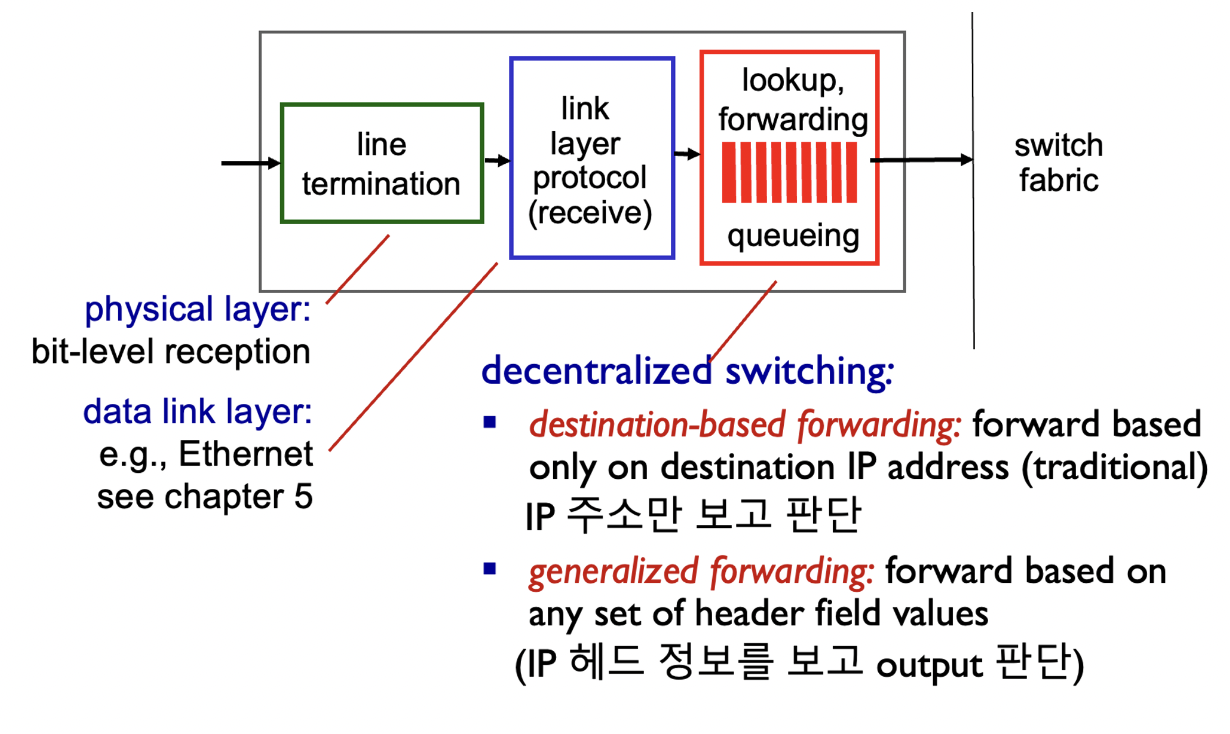 line
termination
link
layer
protocol
(receive)
lookup,
forwarding
queueing
switch
fabric
physical layer:
bit-level reception
data link layer:
e.g., Ethernet
see chapter 5
decentralized switching:
▪ destination-based forwarding: forward based
only on destination IP address (traditional)
IP 주소만 보고 판단
▪ generalized forwarding: forward based on
any set of header field values
(IP 헤드 정보를 보고 output 판단)